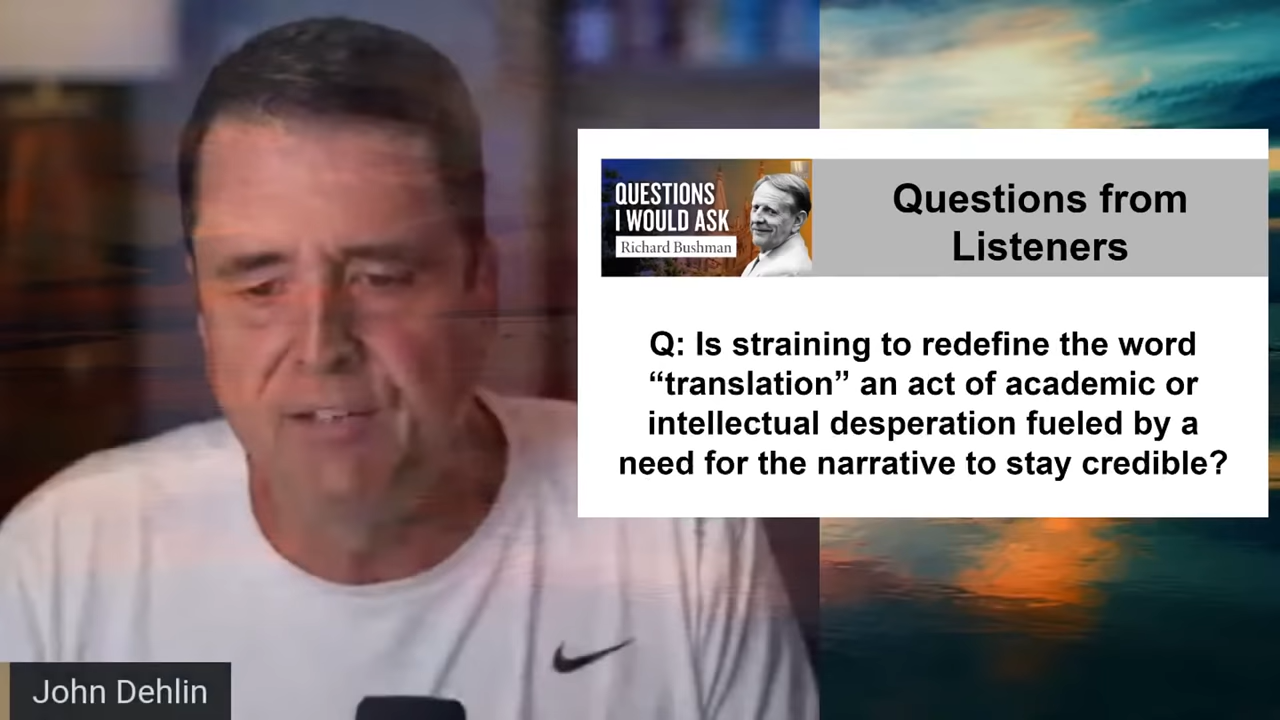 QUESTIONS
I WOULD ASK
Richard Bushman
Questions from
Listeners
Q: Is straining to redefine the word
“translation” an act of academic or
intellectual desperation fueled by a
need for the narrative to stay credible?
John Dehlin